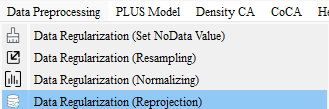 Data Preprocessing PLUS Model Density CA CoCA
Data Regularization (Set NoData Value)
Data Regularization (Resampling)
Data Regularization (Normalizing)
Data Regularization (Reprojection)